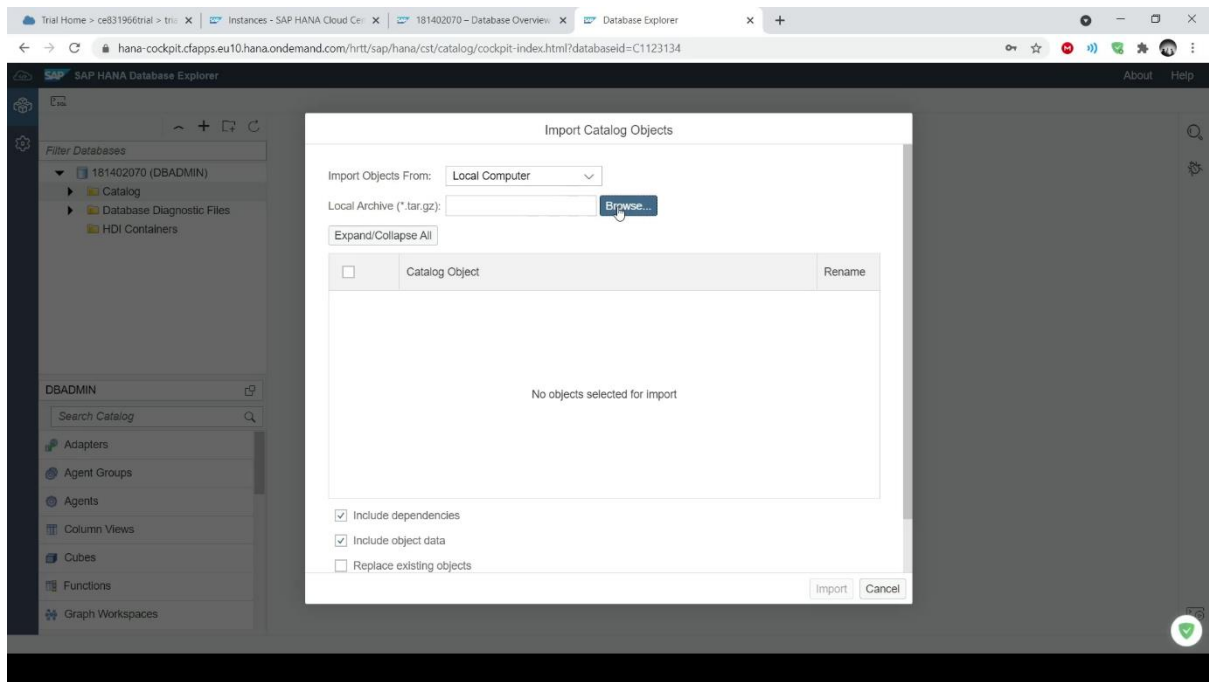 Trial Home > ce831966trial > tria
Instances - SAP HANA Cloud Cen
181402070 – Database Overview
Database Explorer
hana-cockpit.cfapps.eu10.hana.ondemand.com/hrtt/sap/hana/cst/catalog/cockpit-index.html?databaseid=C1123134
SAP SAP HANA Database Explorer
About Help
Import Catalog Objects
Filter Databases
181402070 (DBADMIN)
Catalog
Database Diagnostic Files
HDI Containers
Import Objects From: Local Computer
Local Archive (*.tar.gz): Browse...
Expand/Collapse All
Catalog Object Rename
No objects selected for import
DBADMIN
Search Catalog
Adapters
Agent Groups
Agents
Column Views
Cubes
Functions
Graph Workspaces
Include dependencies
Include object data
Replace existing objects
Import Cancel